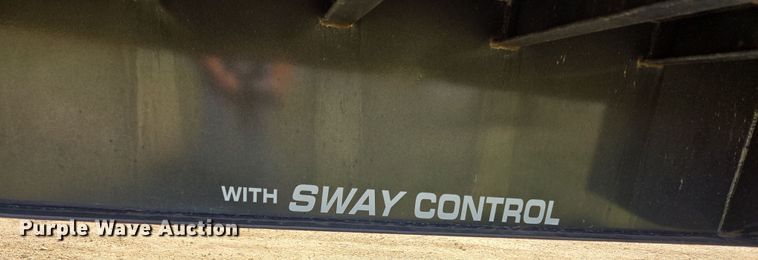 WITH SWAY CONTROL
Purple Wave Auction